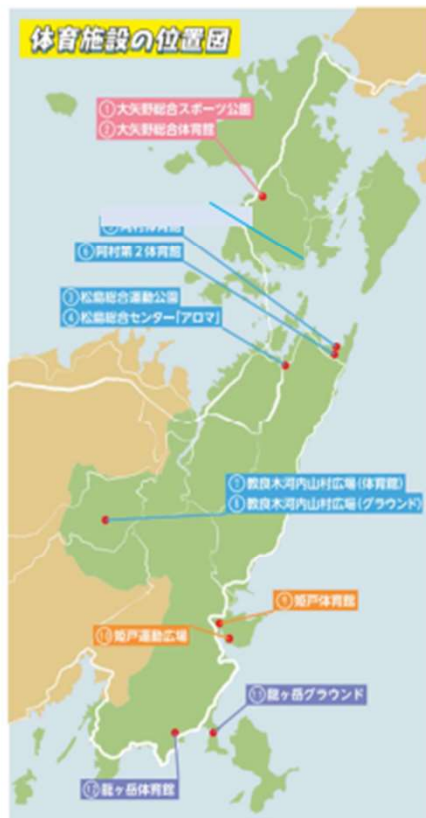 体育施設の位置図
①大矢野総合スポーツ公園
②大矢野総合体育館
⑥阿村第2体育館
③松島総合運動公園
④松島総合センター「アロマ」
⑦教良木河内山村広場(体育館)
⑧教良木河内山村広場(グラウンド)
⑨姫戸体育館
⑩姫戸運動広場
⑪龍ヶ岳グラウンド
⑫龍ヶ岳体育館